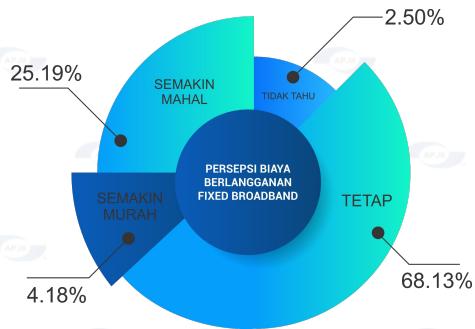 2.50%
25.19%
SEMAKIN
MAHAL
TIDAK TAHU
PERSEPSI BIAYA
BERLANGGANAN
FIXED BROADBAND
SEMAKIN
MURAH
TETAP
4.18%
68.13%